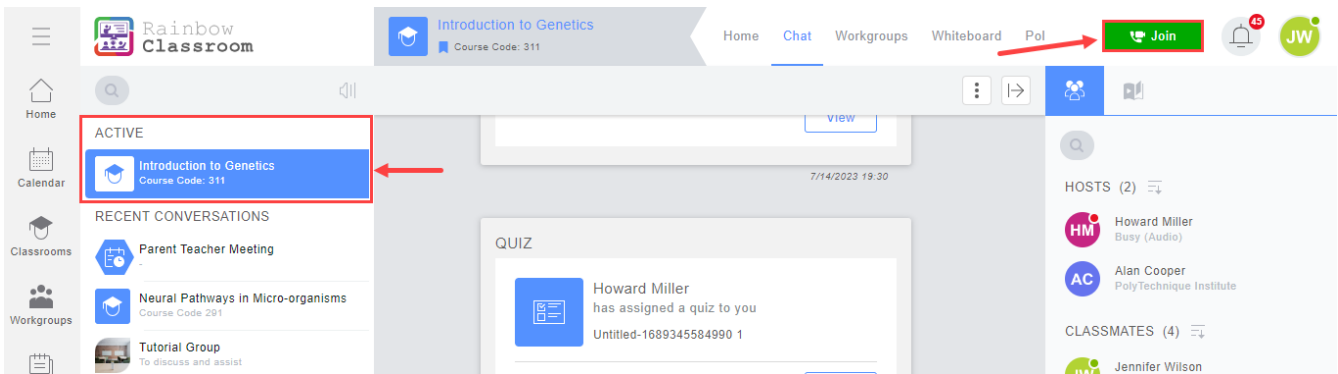 Rainbow
Classroom
Introduction to Genetics
Course Code: 311
Home
Chat
Workgroups
Whiteboard
Pol
Join
45
JW
Home
Calendar
Classrooms
Workgroups
ACTIVE
Introduction to Genetics
Course Code: 311
RECENT CONVERSATIONS
Parent Teacher Meeting
-
Neural Pathways in Micro-organisms
Course Code 291
Tutorial Group
To discuss and assist
View
7/14/2023 19:30
QUIZ
Howard Miller
has assigned a quiz to you
Untitled-1689345584990 1
HOSTS (2)
HM
Howard Miller
Busy (Audio)
AC
Alan Cooper
PolyTechnique Institute
CLASSMATES (4)
JW
Jennifer Wilson